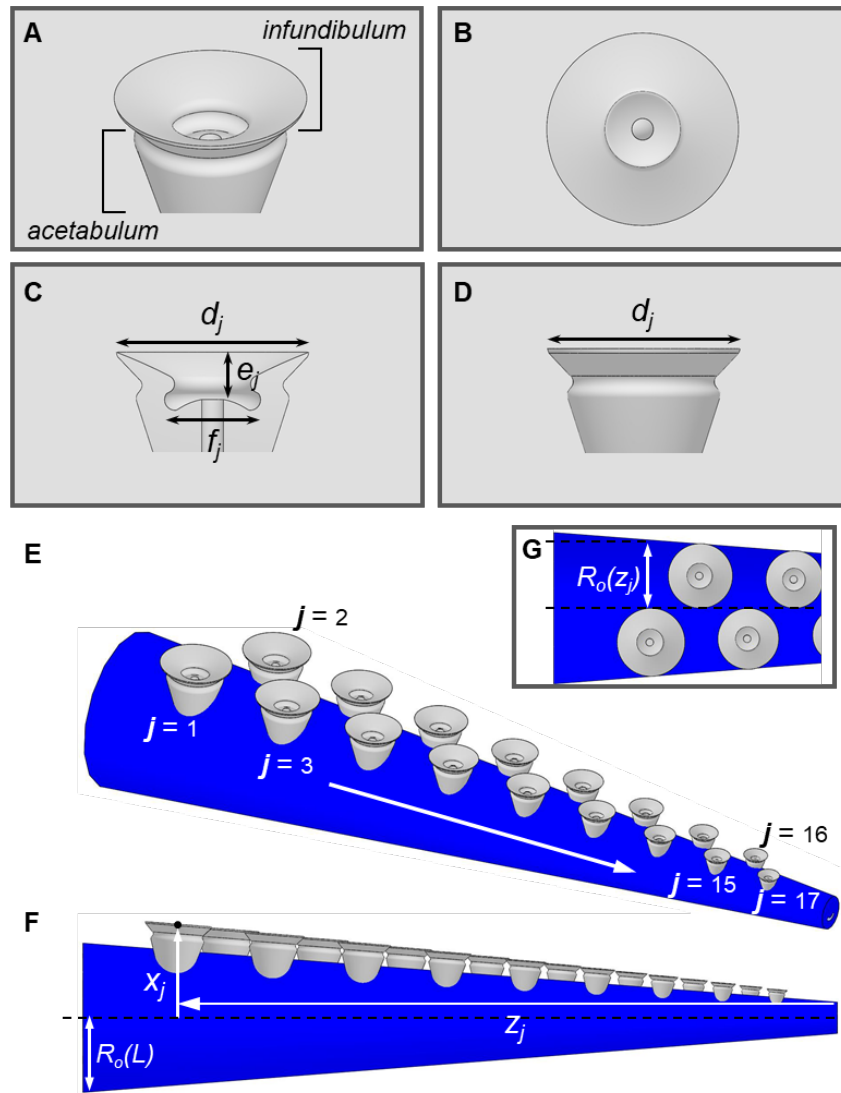 A
infundibulum
acetabulum
B
C
d_j
e_j
f_j
D
d_j
E
j = 2
j = 1
j = 3
j = 16
j = 15
j = 17
G
R_o(z_j)
F
x_j
z_j
R_o(L)